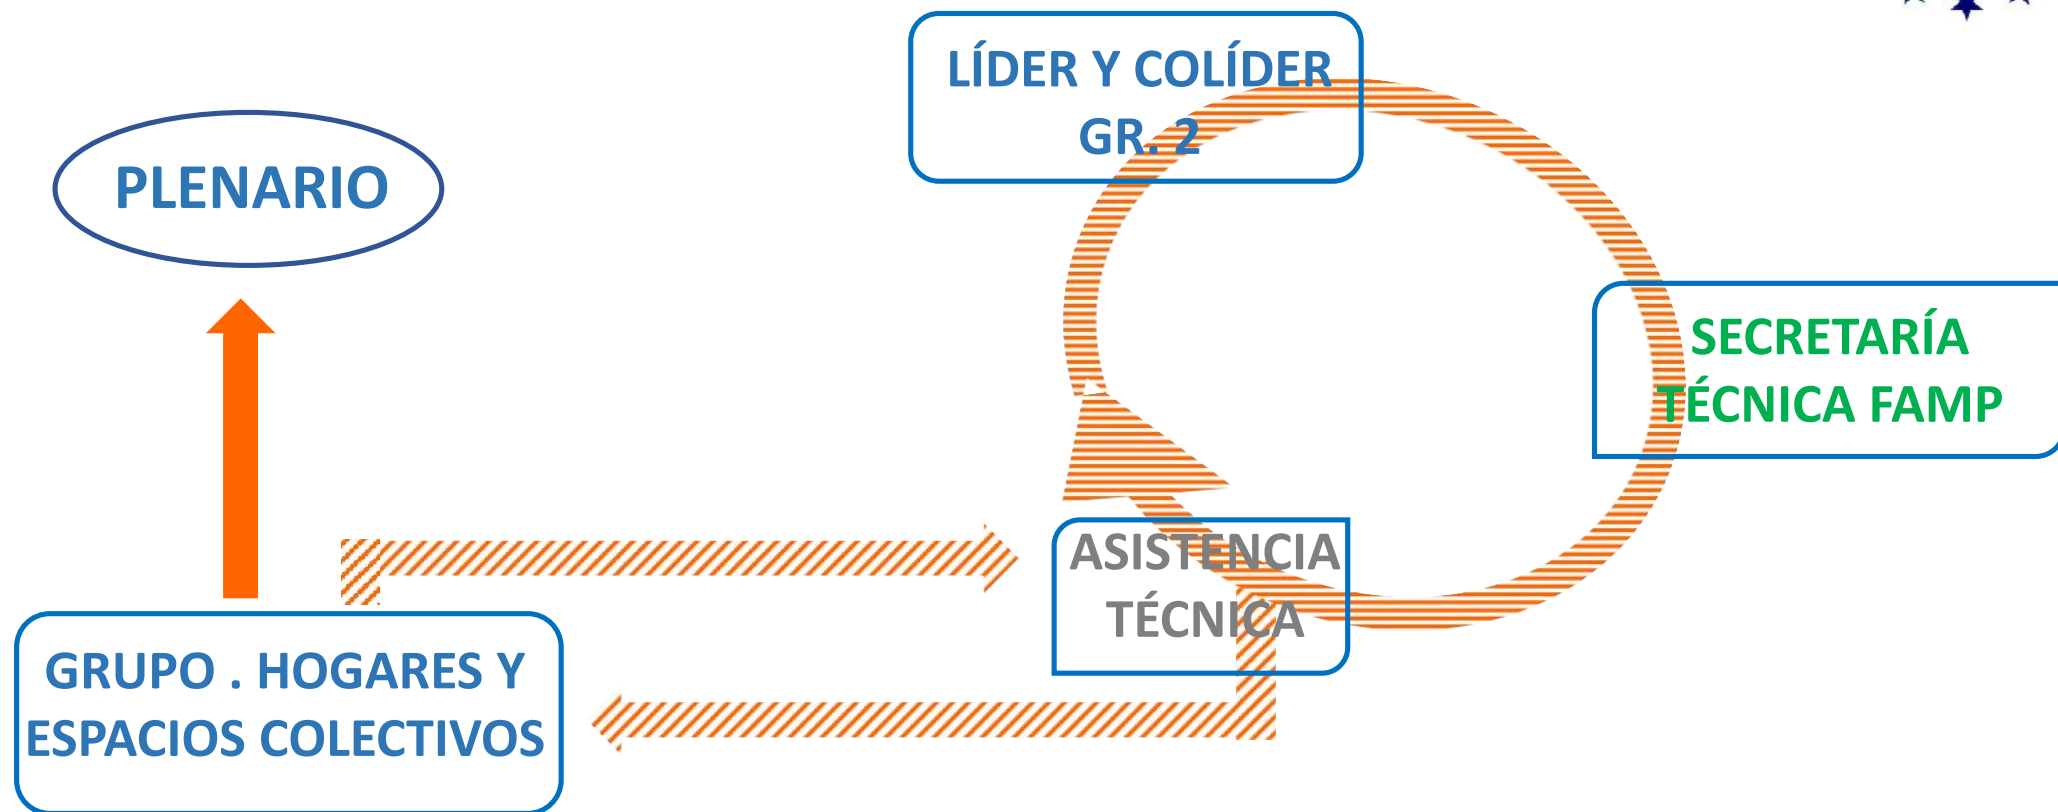 LÍDER Y COLÍDER
GR. 2
PLENARIO
SECRETARÍA
TÉCNICA FAMP
ASISTENCIA
TÉCNICA
GRUPO . HOGARES Y
ESPACIOS COLECTIVOS